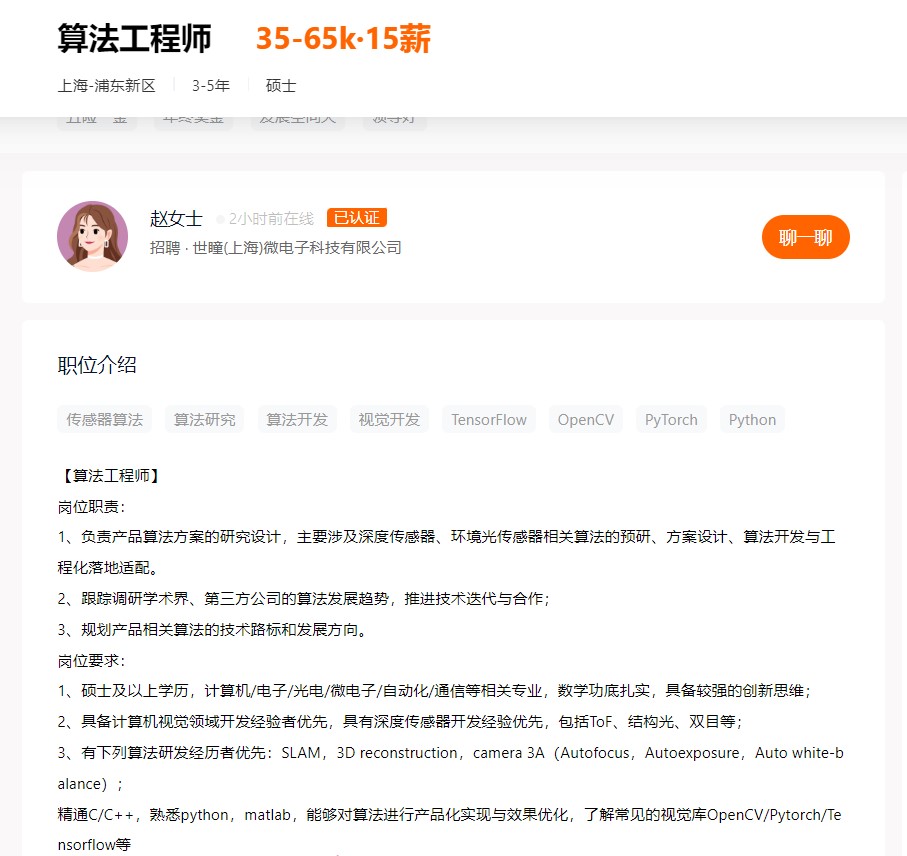 算法工程师 35-65k·15薪
上海-浦东新区 3-5年 硕士
五险一金 年终奖金 发展空间大 领导好
赵女士 2小时前在线 已认证
招聘 · 世瞳(上海)微电子科技有限公司
聊一聊
职位介绍
传感器算法 算法研究 算法开发 视觉开发 TensorFlow OpenCV PyTorch Python
【算法工程师】
岗位职责：
1、负责产品算法方案的研究设计，主要涉及深度传感器、环境光传感器相关算法的预研、方案设计、算法开发与工
程化落地适配。
2、跟踪调研学术界、第三方公司的算法发展趋势，推进技术迭代与合作；
3、规划产品相关算法的技术路标和发展方向。
岗位要求：
1、硕士及以上学历，计算机/电子/光电/微电子/自动化/通信等相关专业，数学功底扎实，具备较强的创新思维；
2、具备计算机视觉领域开发经验者优先，具有深度传感器开发经验优先，包括ToF、结构光、双目等；
3、有下列算法研发经历者优先：SLAM，3D reconstruction，camera 3A（Autofocus，Autoexposure，Auto white-b
alance）；
精通C/C++，熟悉python，matlab，能够对算法进行产品化实现与效果优化，了解常见的视觉库OpenCV/Pytorch/Te
nsorflow等